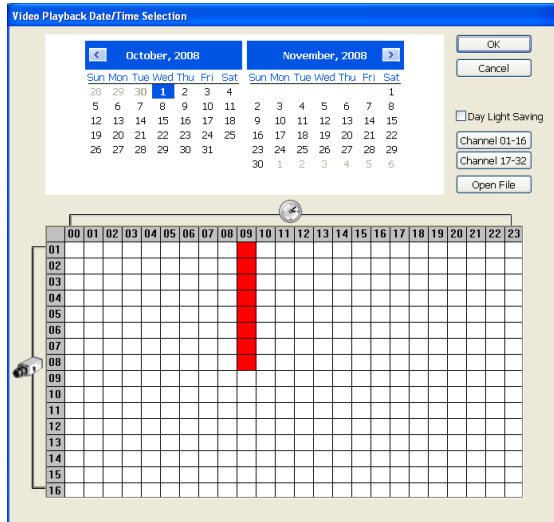 Video Playback Date/Time Selection
October, 2008 November, 2008
Sun Mon Tue Wed Thu Fri Sat Sun Mon Tue Wed Thu Fri Sat
28 29 30 1 2 3 4 1
5 6 7 8 9 10 11 2 3 4 5 6 7 8
12 13 14 15 16 17 18 9 10 11 12 13 14 15
19 20 21 22 23 24 25 16 17 18 19 20 21 22
26 27 28 29 30 31 23 24 25 26 27 28 29
30 1 2 3 4 5 6
OK
Cancel
Day Light Saving
Channel 01-16
Channel 17-32
Open File
00 01 02 03 04 05 06 07 08 09 10 11 12 13 14 15 16 17 18 19 20 21 22 23
01
02
03
04
05
06
07
08
09
10
11
12
13
14
15
16